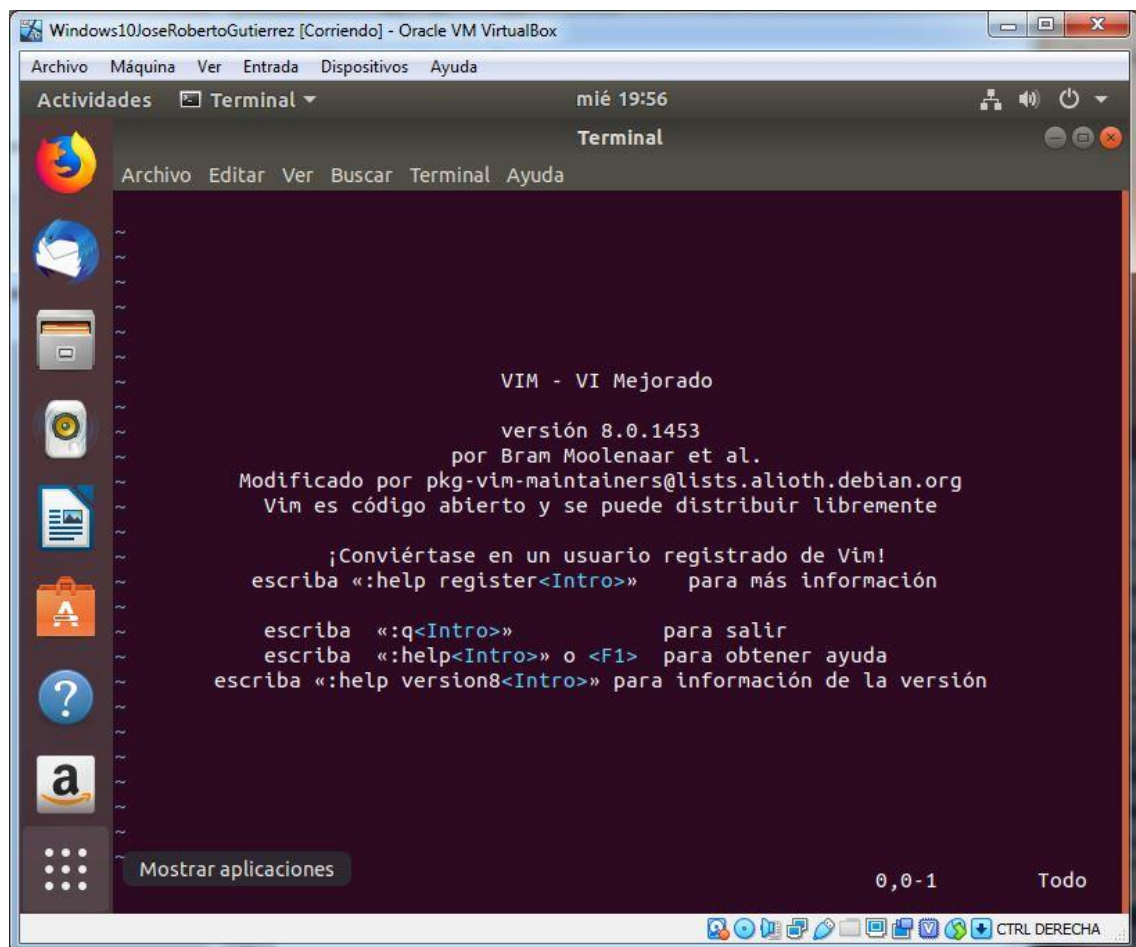 Windows10JoseRobertoGutierrez [Corriendo] - Oracle VM VirtualBox
Archivo Máquina Ver Entrada Dispositivos Ayuda
Actividades Terminal mié 19:56
Terminal
Archivo Editar Ver Buscar Terminal Ayuda
~
~
~
~
~
~
~ VIM - VI Mejorado
~
~ versión 8.0.1453
~ por Bram Moolenaar et al.
~ Modificado por pkg-vim-maintainers@lists.alioth.debian.org
~ Vim es código abierto y se puede distribuir libremente
~
~ ¡Conviértase en un usuario registrado de Vim!
~ escriba «:help register<Intro>» para más información
~
~ escriba «:q<Intro>» para salir
~ escriba «:help<Intro>» o <F1> para obtener ayuda
~ escriba «:help version8<Intro>» para información de la versión
~
~
~
~
~
~
~
Mostrar aplicaciones
0,0-1 Todo
CTRL DERECHA